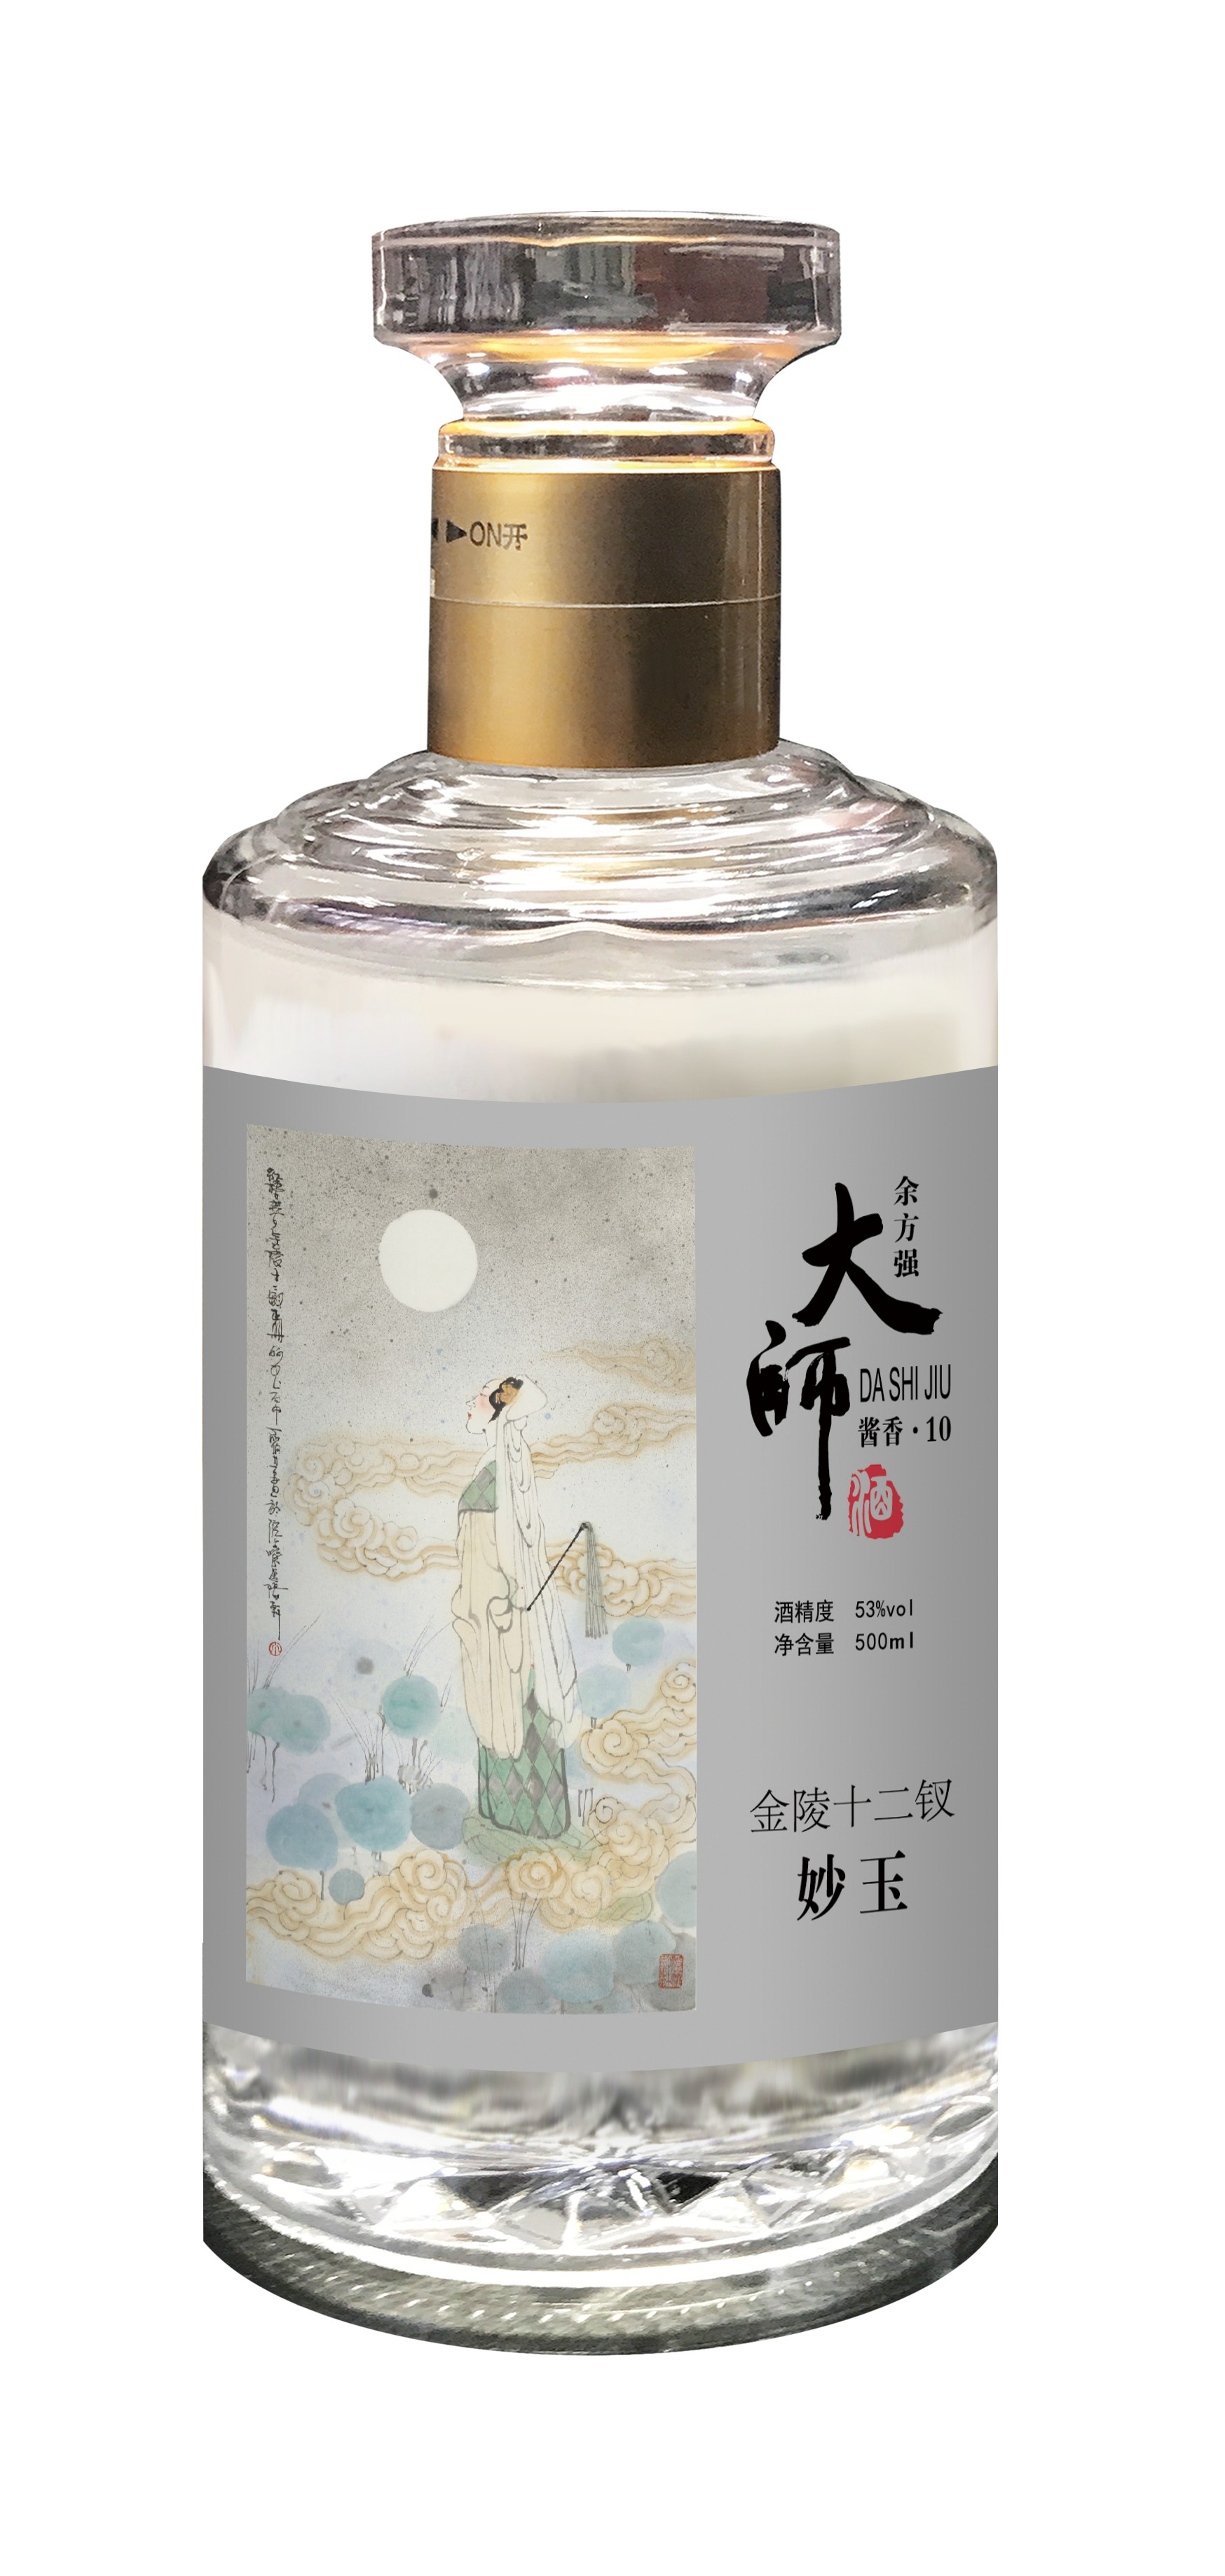 ON开
余方强
大師
DA SHI JIU
酱香·10
酒
酒精度 53%vol
净含量 500ml
金陵十二钗
妙玉